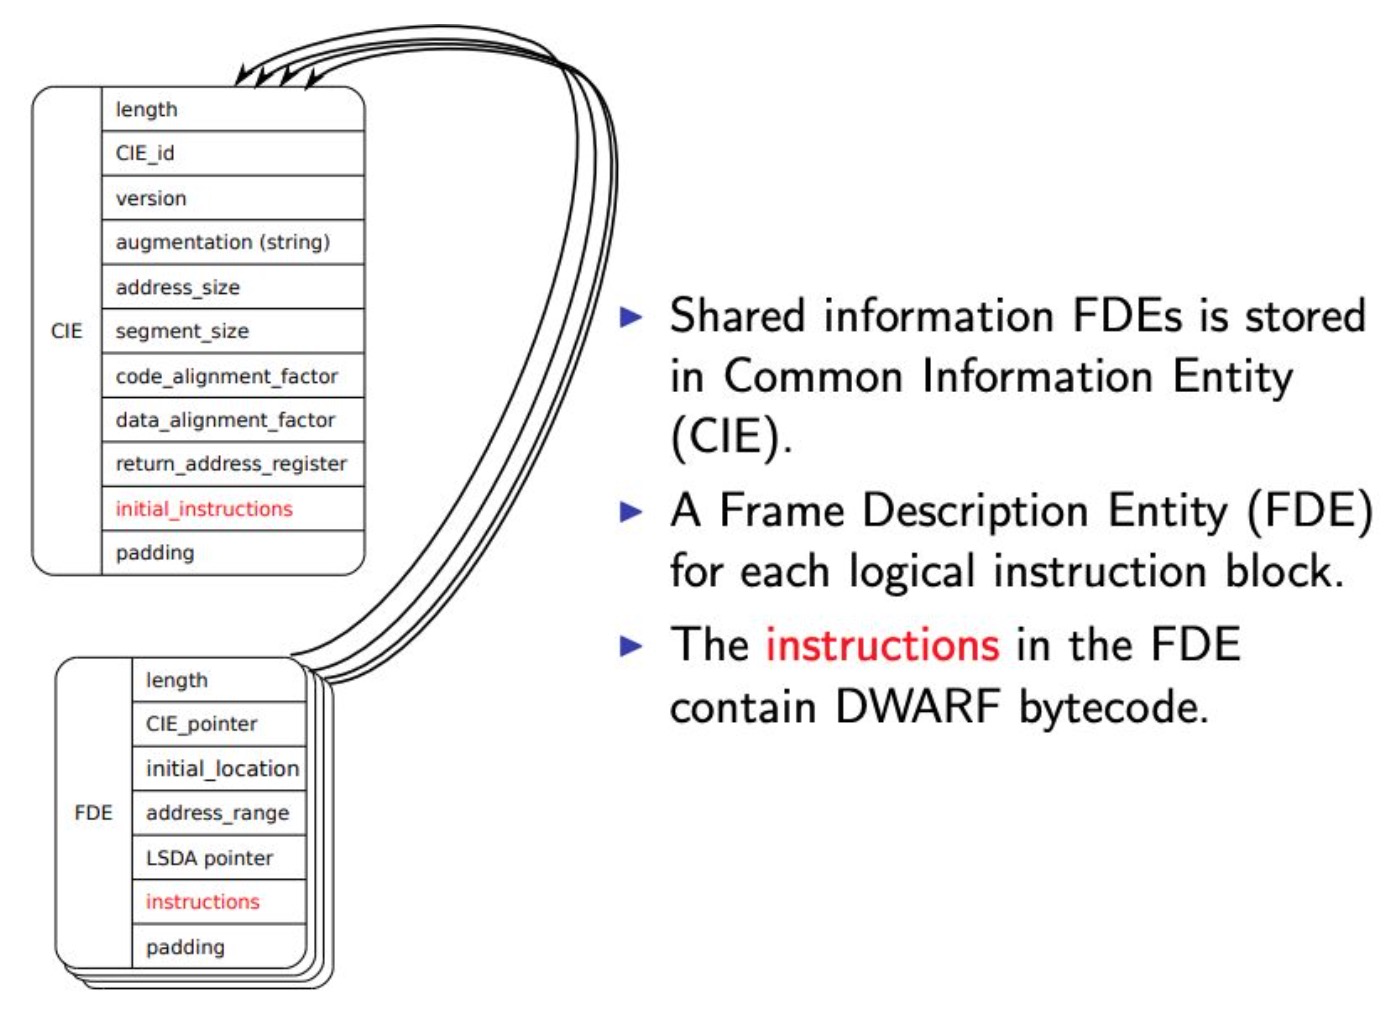 CIE
length
CIE_id
version
augmentation (string)
address_size
segment_size
code_alignment_factor
data_alignment_factor
return_address_register
initial_instructions
padding
FDE
length
CIE_pointer
initial_location
address_range
LSDA pointer
instructions
padding
Shared information FDEs is stored
in Common Information Entity
(CIE).
A Frame Description Entity (FDE)
for each logical instruction block.
The instructions in the FDE
contain DWARF bytecode.